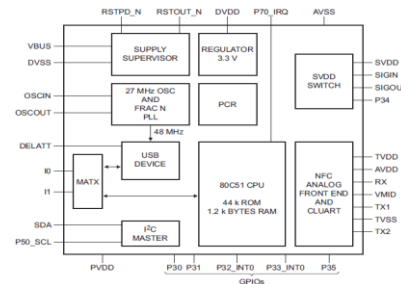 RSTPD_N RSTOUT_N DVDD P70_IRQ AVSS
VBUS
DVSS
SUPPLY
SUPERVISOR
REGULATOR
3.3 V
SVDD
SWITCH
SVDD
SIGIN
SIGOUT
P34
OSCIN
OSCOUT
27 MHz OSC
AND
FRAC N
PLL
PCR
48 MHz
DELATT
USB
DEVICE
I0
I1
MATX
80C51 CPU
44 k ROM
1.2 k BYTES RAM
NFC
ANALOG
FRONT END
AND
CLUART
TVDD
AVDD
RX
VMID
TX1
TVSS
TX2
SDA
P50_SCL
I²C
MASTER
PVDD P30 P31 P32_INT0 P33_INT0 P35
GPIOs